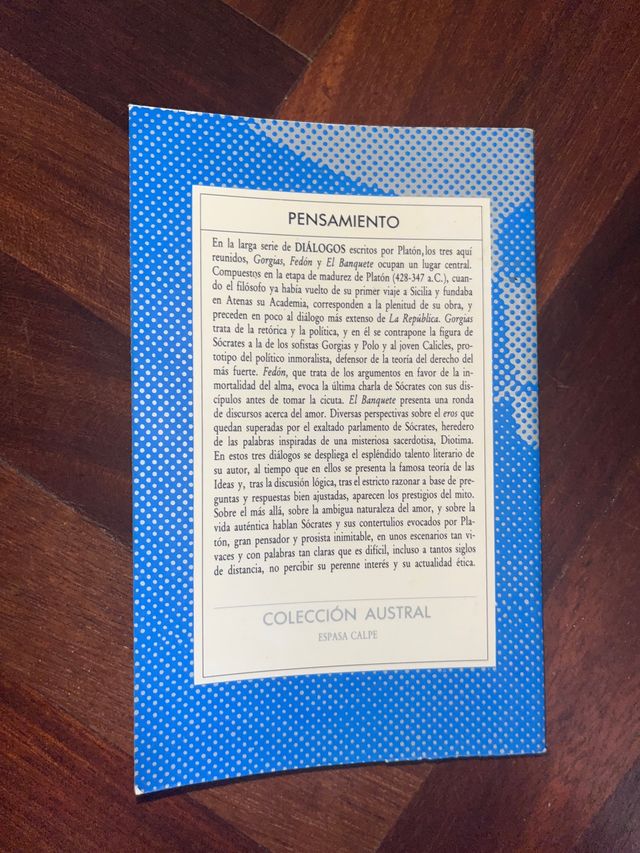 PENSAMIENTO
En la larga serie de DIÁLOGOS escritos por Platón, los tres aquí
reunidos, Gorgias, Fedón y El Banquete ocupan un lugar central.
Compuestos en la etapa de madurez de Platón (428-347 a.C.), cuan-
do el filósofo ya había vuelto de su primer viaje a Sicilia y fundaba
en Atenas su Academia, corresponden a la plenitud de su obra, y
preceden en poco al diálogo más extenso de La República. Gorgias
trata de la retórica y la política, y en él se contrapone la figura de
Sócrates a la de los sofistas Gorgias y Polo y al joven Calicles, pro-
totipo del político inmoralista, defensor de la teoría del derecho del
más fuerte. Fedón, que trata de los argumentos en favor de la in-
mortalidad del alma, evoca la última charla de Sócrates con sus dis-
cípulos antes de tomar la cicuta. El Banquete presenta una ronda
de discursos acerca del amor. Diversas perspectivas sobre el eros que
quedan superadas por el exaltado parlamento de Sócrates, heredero
de las palabras inspiradas de una misteriosa sacerdotisa, Diotima.
En estos tres diálogos se despliega el espléndido talento literario de
su autor, al tiempo que en ellos se presenta la famosa teoría de las
Ideas y, tras la discusión lógica, tras el estricto razonar a base de pre-
guntas y respuestas bien ajustadas, aparecen los prestigios del mito.
Sobre el más allá, sobre la ambigua naturaleza del amor, y sobre la
vida auténtica hablan Sócrates y sus contertulios evocados por Pla-
tón, gran pensador y prosista inimitable, en unos escenarios tan vi-
vaces y con palabras tan claras que es difícil, incluso a tantos siglos
de distancia, no percibir su perenne interés y su actualidad ética.
COLECCIÓN AUSTRAL
ESPASA CALPE